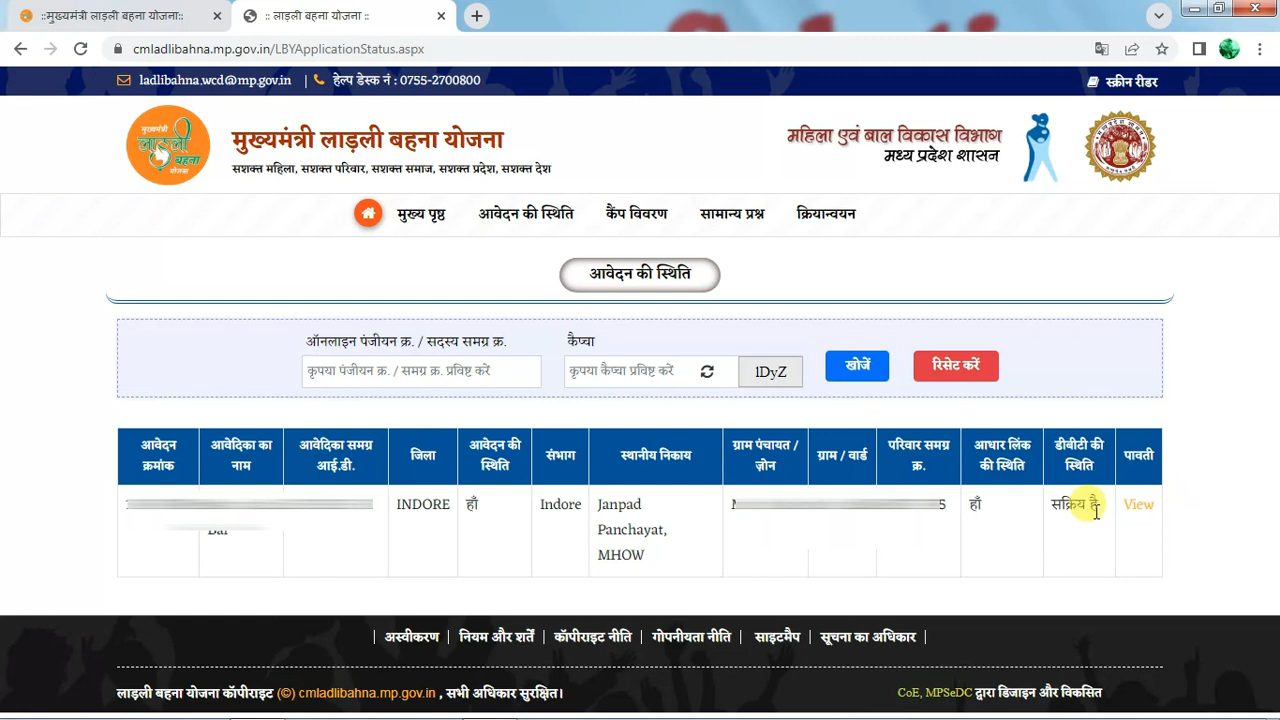 ::मुख्यमंत्री लाड़ली बहना योजना::
:: लाड़ली बहना योजना ::
cmladlibahna.mp.gov.in/LBYApplicationStatus.aspx
ladlibahna.wcd@mp.gov.in | हेल्प डेस्क नं : 0755-2700800
स्क्रीन रीडर
लाड़ली
बहना
योजना
मुख्यमंत्री लाड़ली बहना योजना
सशक्त महिला, सशक्त परिवार, सशक्त समाज, सशक्त प्रदेश, सशक्त देश
महिला एवं बाल विकास विभाग
मध्य प्रदेश शासन
मुख्य पृष्ठ आवेदन की स्थिति कैंप विवरण सामान्य प्रश्न क्रियान्वयन
आवेदन की स्थिति
ऑनलाइन पंजीयन क्र. / सदस्य समग्र क्र.
कैप्चा
कृपया पंजीयन क्र. / समग्र क्र. प्रविष्ट करें
कृपया कैप्चा प्रविष्ट करें
lDyZ
खोजें
रिसेट करें
आवेदन क्रमांक
आवेदिका का नाम
आवेदिका समग्र आई.डी.
जिला
आवेदन की स्थिति
संभाग
स्थानीय निकाय
ग्राम पंचायत / ज़ोन
ग्राम / वार्ड
परिवार समग्र क्र.
आधार लिंक की स्थिति
डीबीटी की स्थिति
पावती
INDORE
हाँ
Indore
Janpad
Panchayat,
MHOW
5
हाँ
सक्रिय है
View
| अस्वीकरण | नियम और शर्तें | कॉपीराइट नीति | गोपनीयता नीति | साइटमैप | सूचना का अधिकार |
लाड़ली बहना योजना कॉपीराइट (©) cmladlibahna.mp.gov.in , सभी अधिकार सुरक्षित।
CoE, MPSeDC द्वारा डिजाइन और विकसित